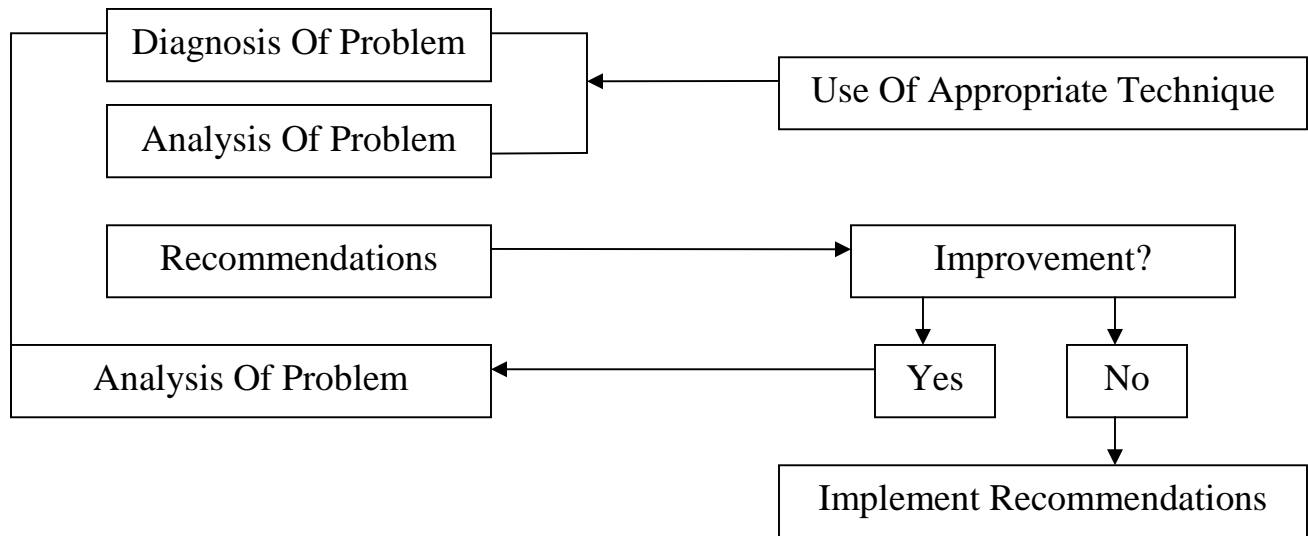 Diagnosis Of Problem
Use Of Appropriate Technique
Analysis Of Problem
Recommendations
Improvement?
Analysis Of Problem
Yes
No
Implement Recommendations